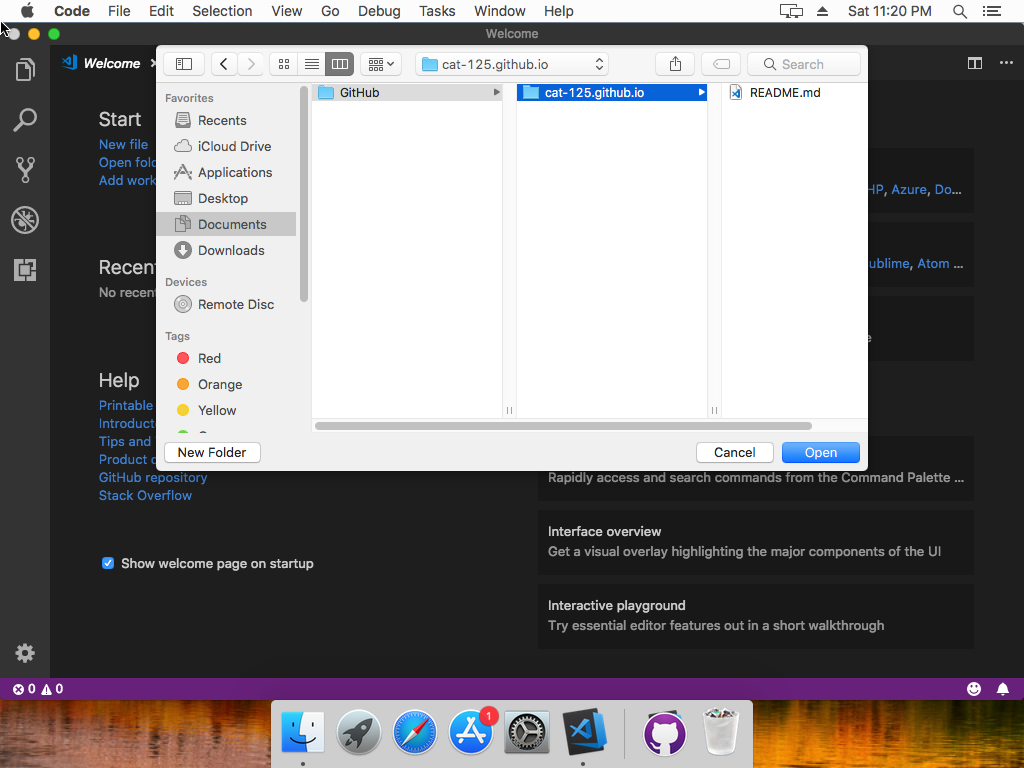 Code File Edit Selection View Go Debug Tasks Window Help Sat 11:20 PM
Welcome
Welcome
cat-125.github.io
Search
Favorites
Recents
iCloud Drive
Applications
Desktop
Documents
Downloads
Devices
Remote Disc
Tags
Red
Orange
Yellow
GitHub
cat-125.github.io
README.md
New Folder
Cancel
Open
Start
New file
Open fold
Add work
Recent
No recent
Help
Printable
Introduct
Tips and
Product
GitHub repository
Stack Overflow
Show welcome page on startup
HP, Azure, Do...
ublime, Atom ...
Rapidly access and search commands from the Command Palette ...
Interface overview
Get a visual overlay highlighting the major components of the UI
Interactive playground
Try essential editor features out in a short walkthrough
0 0
1